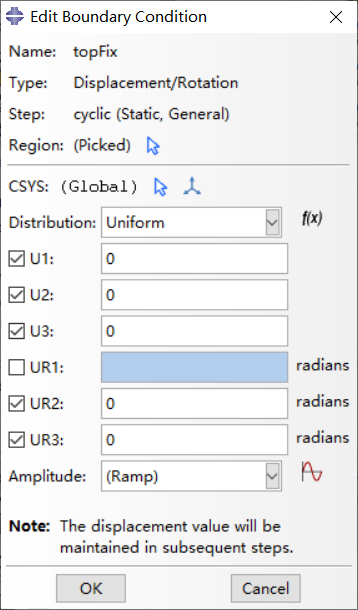 Edit Boundary Condition
Name: topFix
Type: Displacement/Rotation
Step: cyclic (Static, General)
Region: (Picked)
CSYS: (Global)
Distribution: Uniform f(x)
U1: 0
U2: 0
U3: 0
UR1: radians
UR2: 0 radians
UR3: 0 radians
Amplitude: (Ramp)
Note: The displacement value will be
maintained in subsequent steps.
OK Cancel